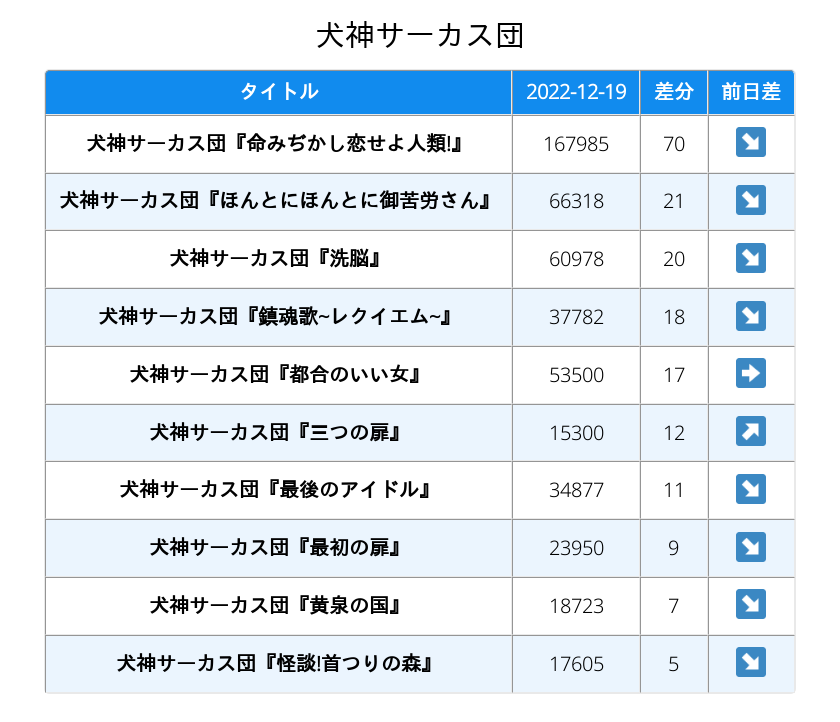 犬神サーカス団
タイトル 2022-12-19 差分 前日差
犬神サーカス団『命みぢかし恋せよ人類!』 167985 70 ↘
犬神サーカス団『ほんとにほんとに御苦労さん』 66318 21 ↘
犬神サーカス団『洗脳』 60978 20 ↘
犬神サーカス団『鎮魂歌~レクイエム~』 37782 18 ↘
犬神サーカス団『都合のいい女』 53500 17 ➡
犬神サーカス団『三つの扉』 15300 12 ↗
犬神サーカス団『最後のアイドル』 34877 11 ↘
犬神サーカス団『最初の扉』 23950 9 ↘
犬神サーカス団『黄泉の国』 18723 7 ↘
犬神サーカス団『怪談!首つりの森』 17605 5 ↘